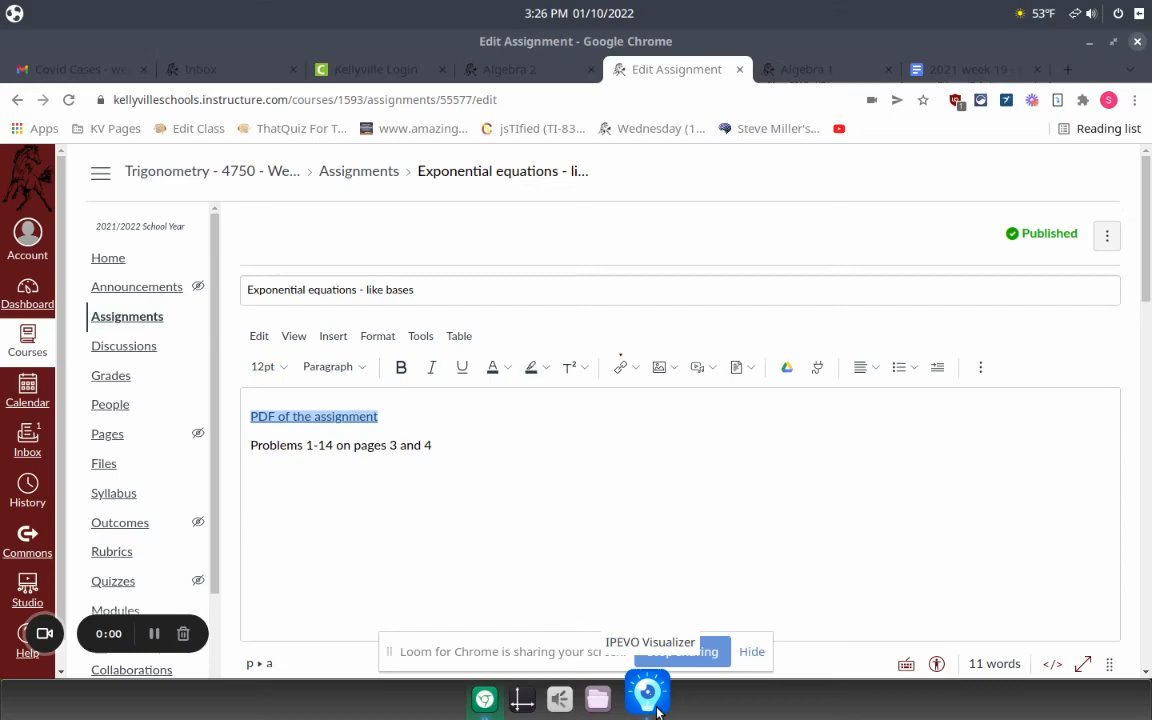 3:26 PM 01/10/2022
53°F
Edit Assignment - Google Chrome
Covid Cases - we
Inbox
Kellyville Login
Algebra 2
Edit Assignment
Algebra 1
2021 week 19 -
kellyvilleschools.instructure.com/courses/1593/assignments/55577/edit
1
S
Apps
KV Pages
Edit Class
ThatQuiz For T...
www.amazing...
jsTified (TI-83...
Wednesday (1...
Steve Miller's...
Reading list
Trigonometry - 4750 - We... › Assignments › Exponential equations - li...
Account
Dashboard
Courses
Calendar
1
Inbox
History
Commons
Studio
Help
2021/2022 School Year
Home
Announcements
Assignments
Discussions
Grades
People
Pages
Files
Syllabus
Outcomes
Rubrics
Quizzes
Modules
Collaborations
Published
Exponential equations - like bases
Edit View Insert Format Tools Table
12pt Paragraph B I U A T²
PDF of the assignment
Problems 1-14 on pages 3 and 4
0:00
Loom for Chrome is sharing your scr
IPEVO Visualizer
Hide
p ▸ a
11 words
</>